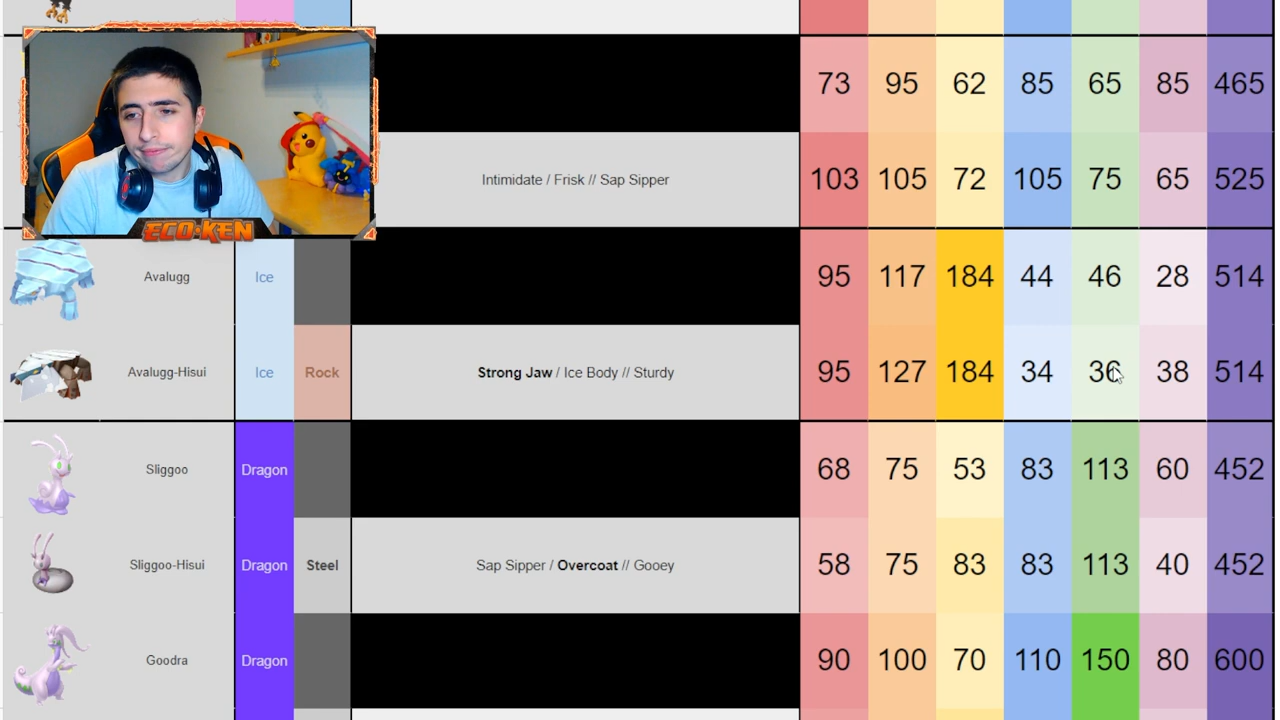 73 95 62 85 65 85 465
Intimidate / Frisk // Sap Sipper 103 105 72 105 75 65 525
ECO·KEN
Avalugg Ice 95 117 184 44 46 28 514
Avalugg-Hisui Ice Rock Strong Jaw / Ice Body // Sturdy 95 127 184 34 36 38 514
Sliggoo Dragon 68 75 53 83 113 60 452
Sliggoo-Hisui Dragon Steel Sap Sipper / Overcoat // Gooey 58 75 83 83 113 40 452
Goodra Dragon 90 100 70 110 150 80 600